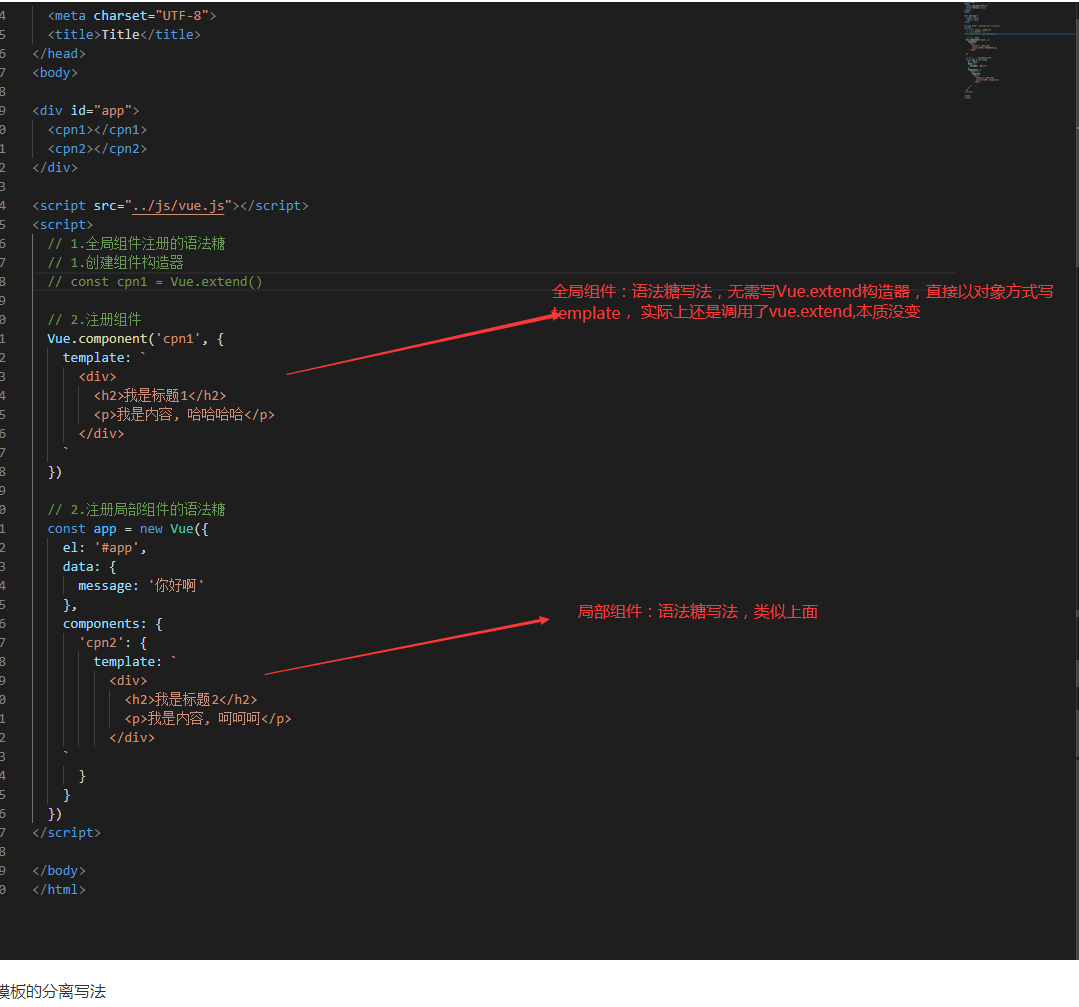 4 <meta charset="UTF-8">
5 <title>Title</title>
6 </head>
7 <body>
8
9 <div id="app">
0 <cpn1></cpn1>
1 <cpn2></cpn2>
2 </div>
3
4 <script src="../js/vue.js"></script>
5 <script>
6 // 1.全局组件注册的语法糖
7 // 1.创建组件构造器
8 // const cpn1 = Vue.extend()
全局组件：语法糖写法，无需写Vue.extend构造器，直接以对象方式写
template， 实际上还是调用了vue.extend,本质没变
9
0 // 2.注册组件
1 Vue.component('cpn1', {
2 template: `
3 <div>
4 <h2>我是标题1</h2>
5 <p>我是内容, 哈哈哈哈</p>
6 </div>
7 `
8 })
9
0 // 2.注册局部组件的语法糖
1 const app = new Vue({
2 el: '#app',
3 data: {
4 message: '你好啊'
5 },
6 components: {
局部组件：语法糖写法，类似上面
7 'cpn2': {
8 template: `
9 <div>
0 <h2>我是标题2</h2>
1 <p>我是内容, 呵呵呵</p>
2 </div>
3 `
4 }
5 }
6 })
7 </script>
8
9 </body>
0 </html>
模板的分离写法